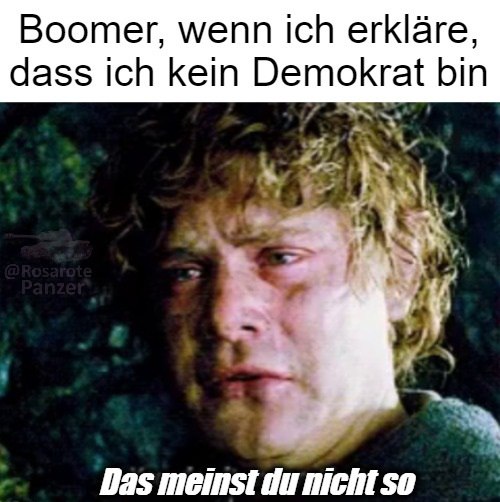 Boomer, wenn ich erkläre,
dass ich kein Demokrat bin
@Rosarote
Panzer
Das meinst du nicht so